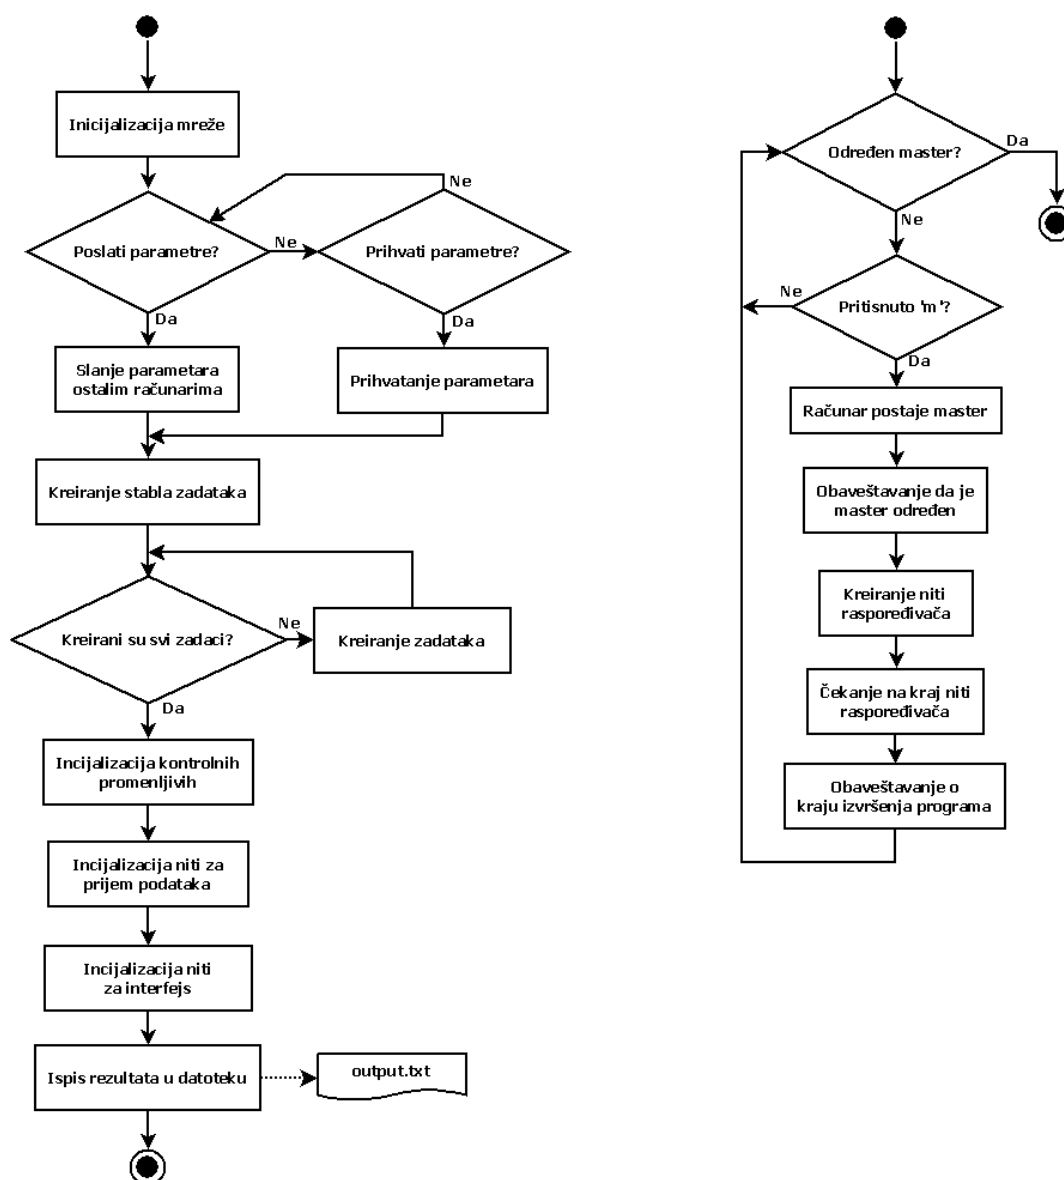 Inicijalizacija mreže
Ne
Poslati parametre?
Ne
Prihvati parametre?
Da
Da
Slanje parametara
ostalim računarima
Prihvatanje parametara
Kreiranje stabla zadataka
Kreirani su svi zadaci?
Ne
Kreiranje zadataka
Da
Incijalizacija kontrolnih
promenljivih
Incijalizacija niti za
prijem podataka
Incijalizacija niti
za interfejs
Ispis rezultata u datoteku
output.txt
Određen master?
Da
Ne
Ne
Pritisnuto 'm'?
Da
Računar postaje master
Obaveštavanje da je
master određen
Kreiranje niti
raspoređivača
Čekanje na kraj niti
raspoređivača
Obaveštavanje o
kraju izvršenja programa